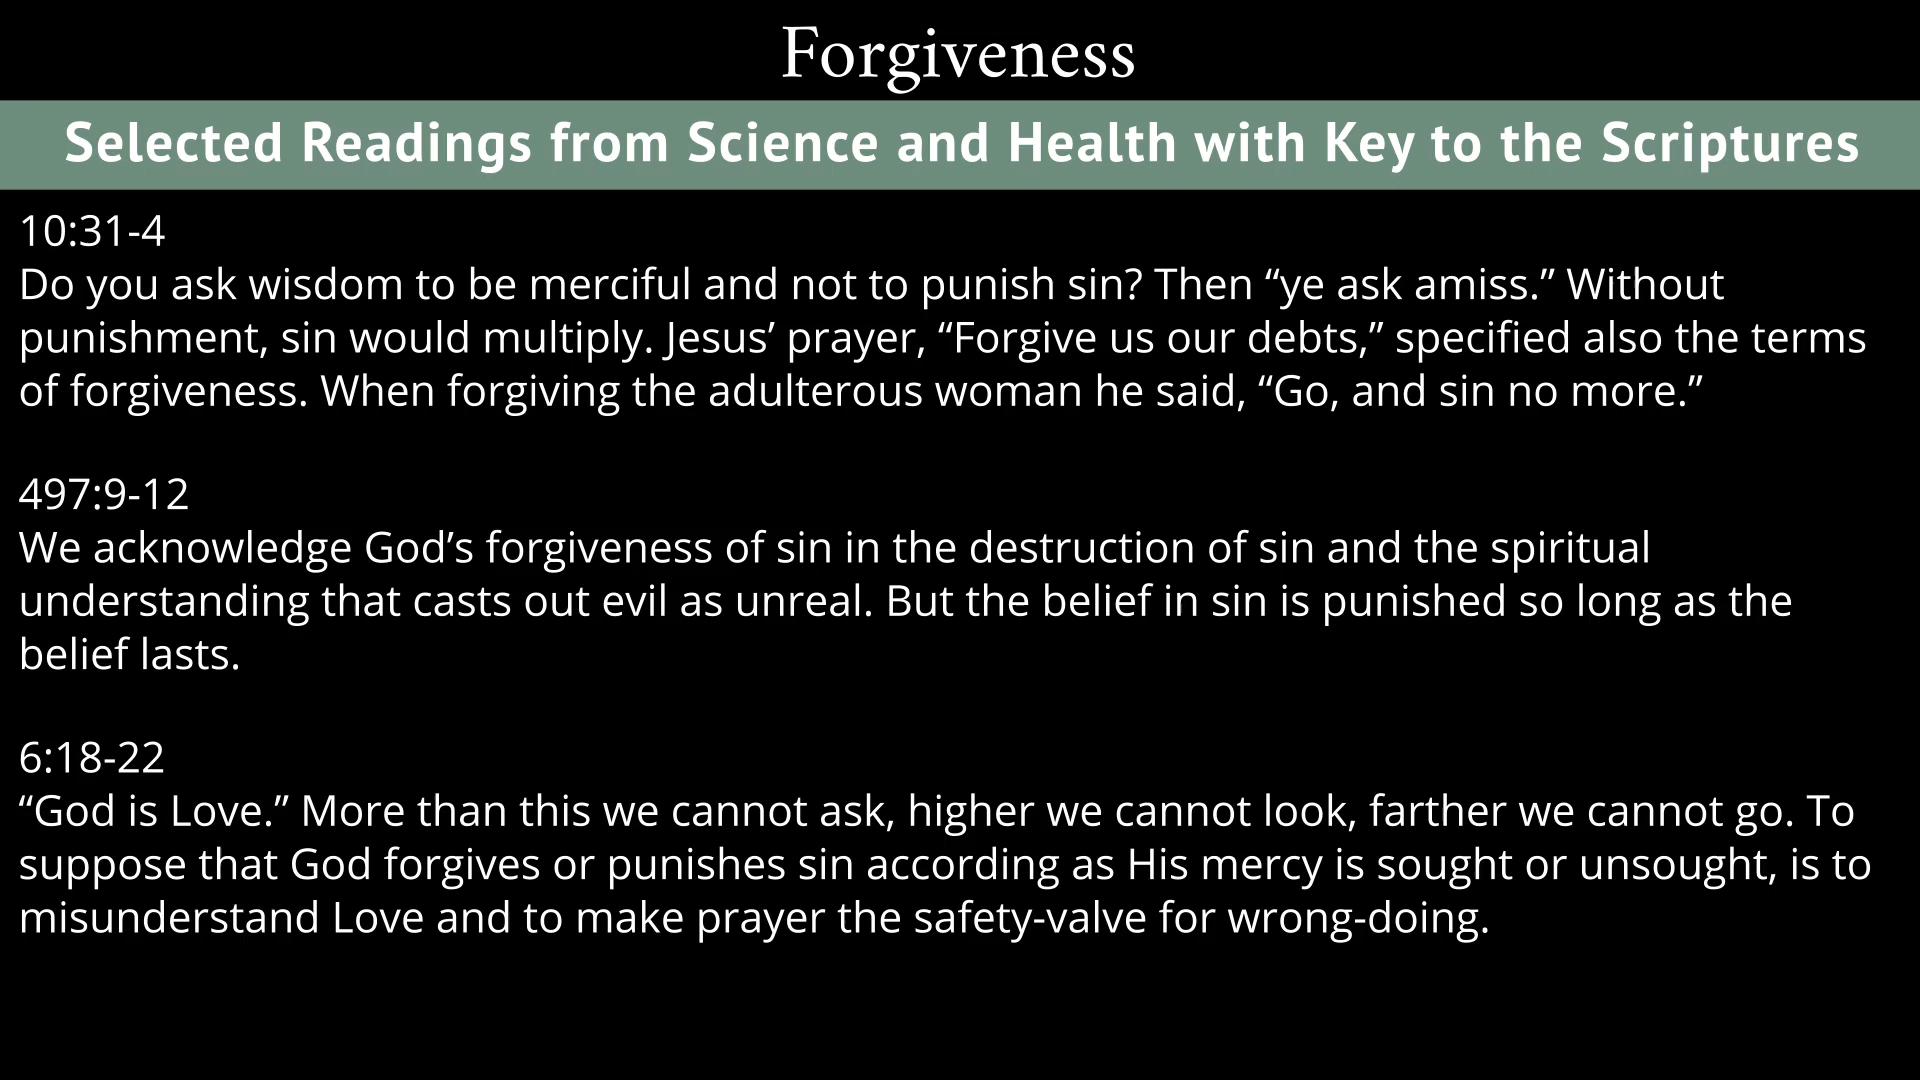 Forgiveness
Selected Readings from Science and Health with Key to the Scriptures
10:31-4
Do you ask wisdom to be merciful and not to punish sin? Then “ye ask amiss.” Without
punishment, sin would multiply. Jesus’ prayer, “Forgive us our debts,” specified also the terms
of forgiveness. When forgiving the adulterous woman he said, “Go, and sin no more.”
497:9-12
We acknowledge God’s forgiveness of sin in the destruction of sin and the spiritual
understanding that casts out evil as unreal. But the belief in sin is punished so long as the
belief lasts.
6:18-22
“God is Love.” More than this we cannot ask, higher we cannot look, farther we cannot go. To
suppose that God forgives or punishes sin according as His mercy is sought or unsought, is to
misunderstand Love and to make prayer the safety-valve for wrong-doing.